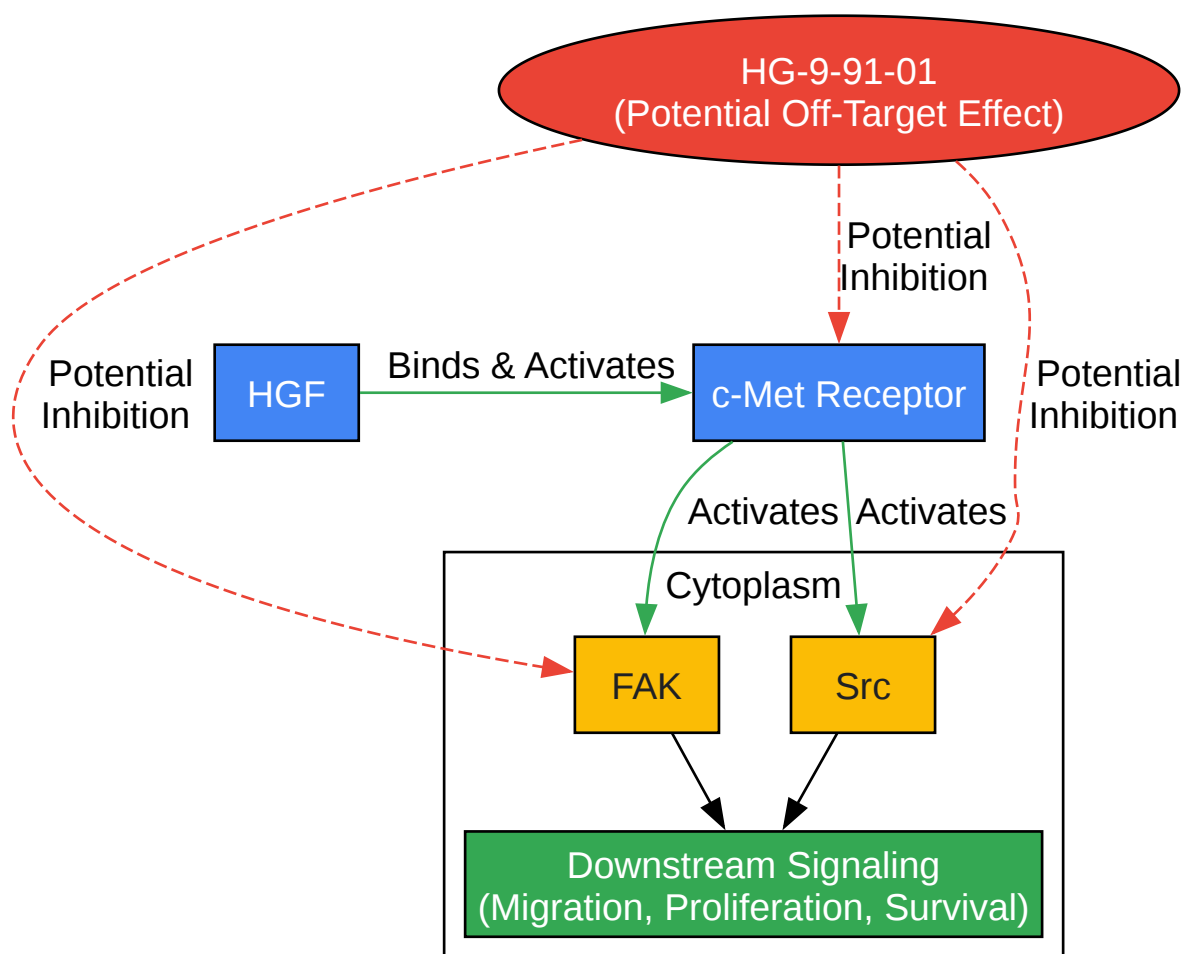 HG-9-91-01
(Potential Off-Target Effect)
Potential
Inhibition
Binds & Activates
Potential
Inhibition
HGF
c-Met Receptor
Potential
Inhibition
Activates
Activates
Cytoplasm
FAK
Src
Downstream Signaling
(Migration, Proliferation, Survival)